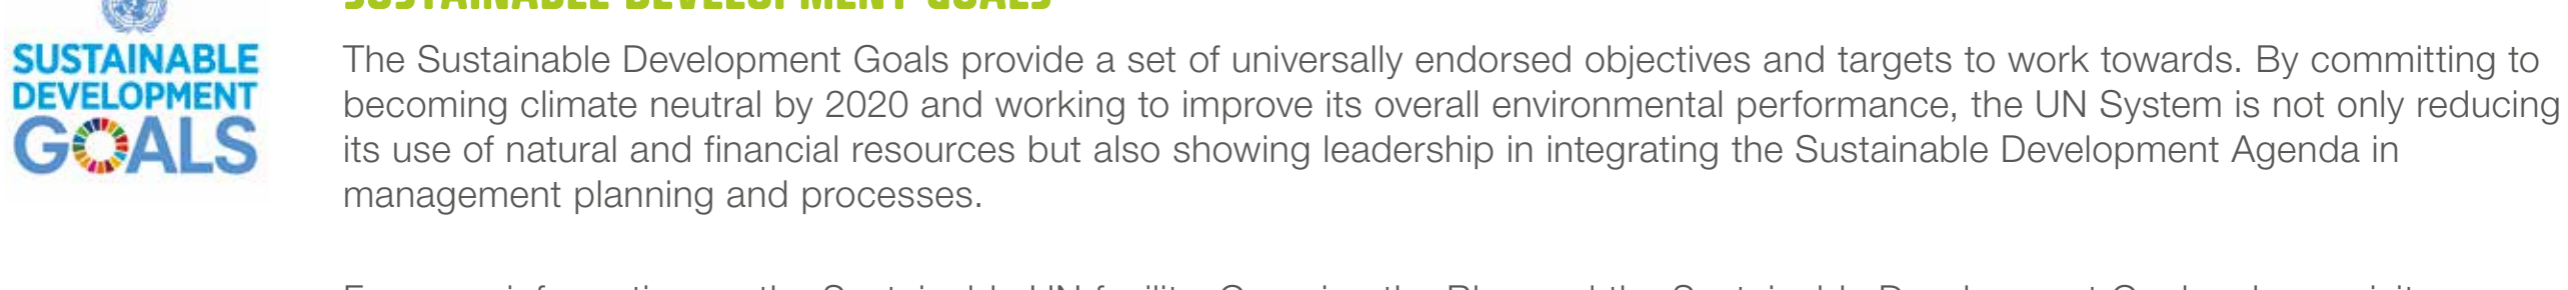 SUSTAINABLE DEVELOPMENT GOALS
SUSTAINABLE
DEVELOPMENT
GOALS
The Sustainable Development Goals provide a set of universally endorsed objectives and targets to work towards. By committing to
becoming climate neutral by 2020 and working to improve its overall environmental performance, the UN System is not only reducing
its use of natural and financial resources but also showing leadership in integrating the Sustainable Development Agenda in
management planning and processes.